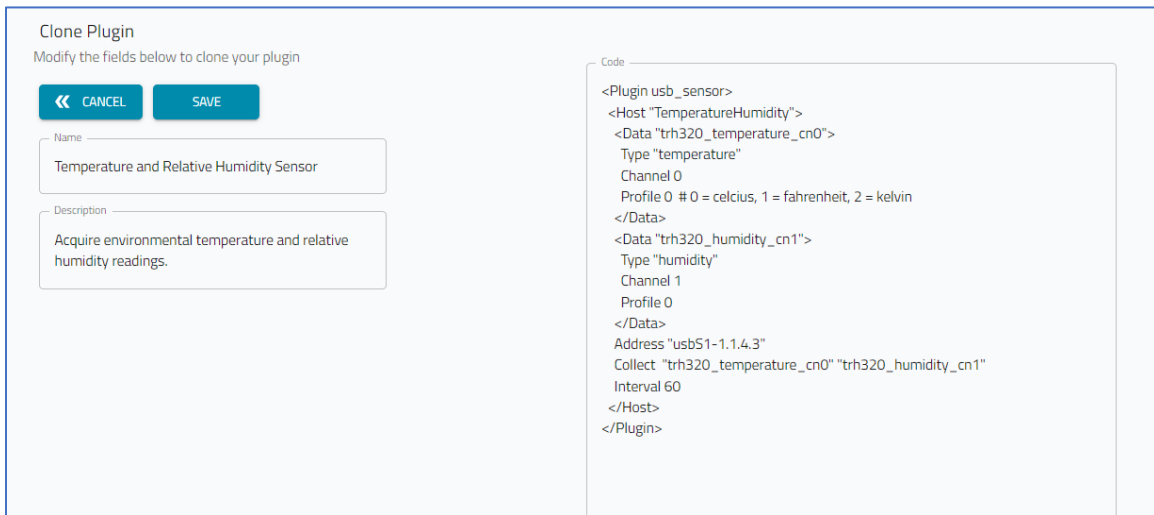 Clone Plugin
Modify the fields below to clone your plugin
CANCEL
SAVE
Name
Temperature and Relative Humidity Sensor
Description
Acquire environmental temperature and relative
humidity readings.
Code
<Plugin usb_sensor>
<Host "TemperatureHumidity">
<Data "trh320_temperature_cn0">
Type "temperature"
Channel 0
Profile 0 # 0 = celcius, 1 = fahrenheit, 2 = kelvin
</Data>
<Data "trh320_humidity_cn1">
Type "humidity"
Channel 1
Profile 0
</Data>
Address "usbS1-1.1.4.3"
Collect "trh320_temperature_cn0" "trh320_humidity_cn1"
Interval 60
</Host>
</Plugin>